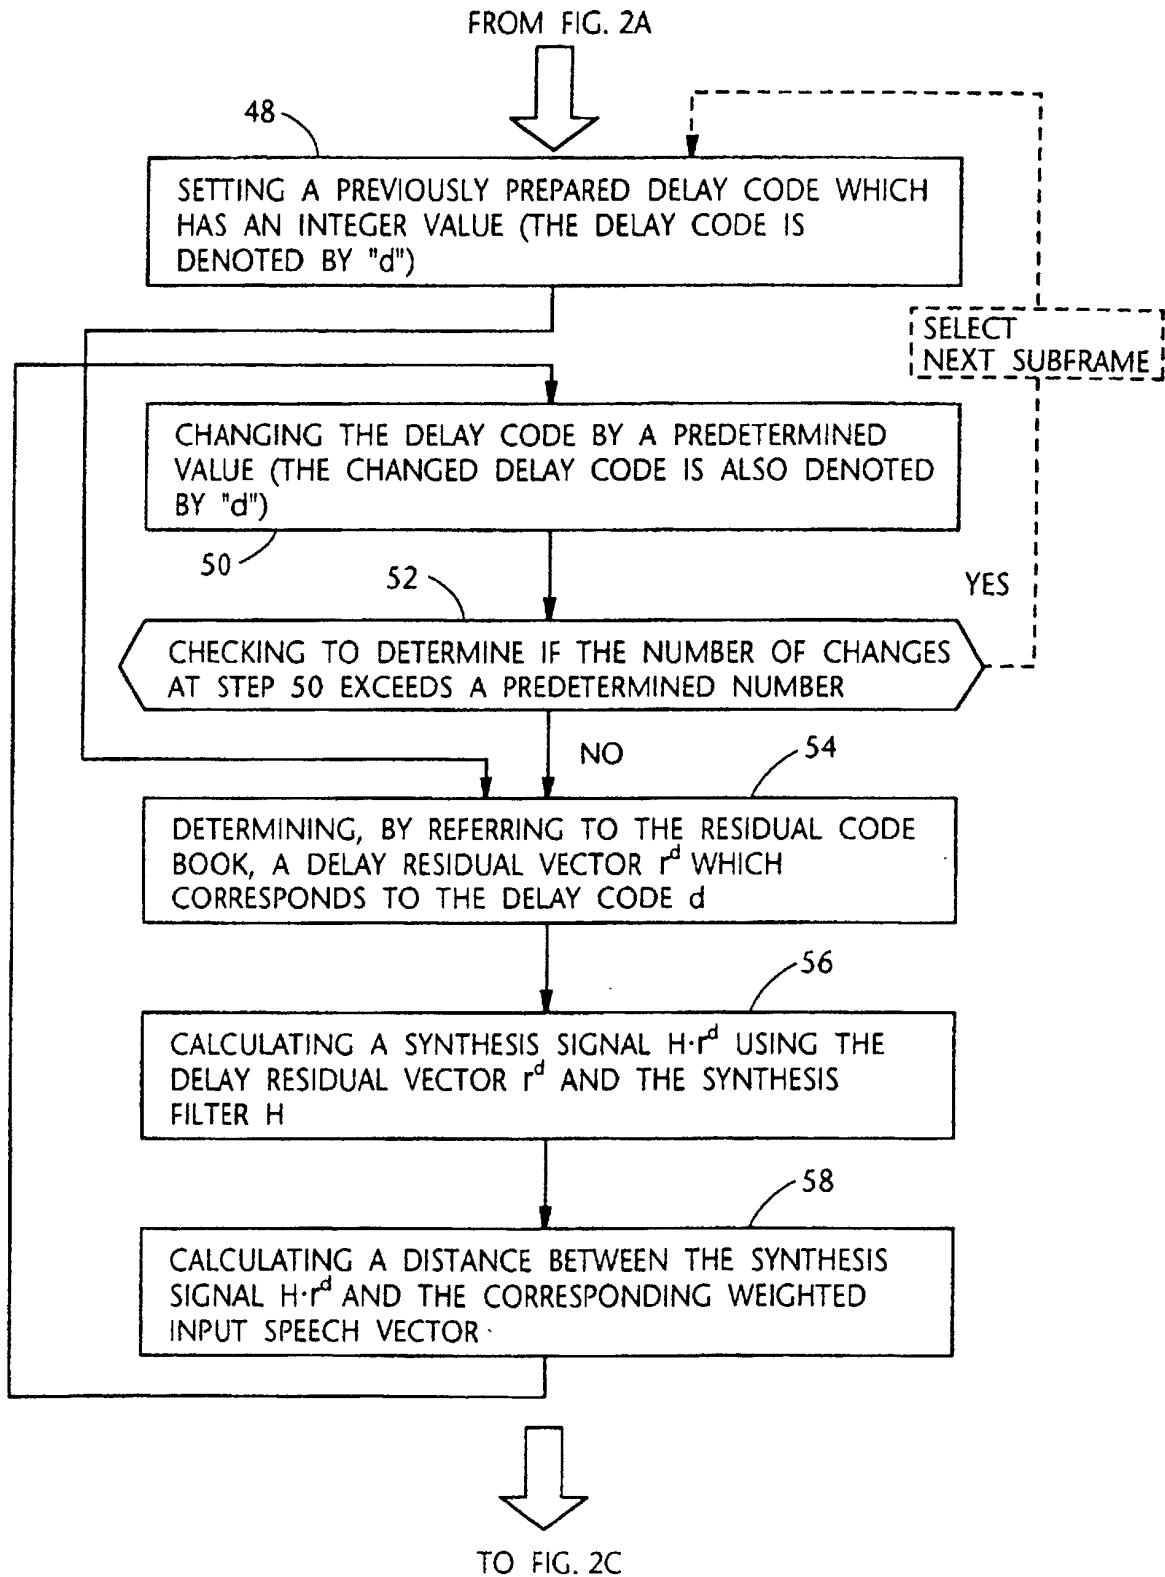 FROM FIG. 2A
48
SETTING A PREVIOUSLY PREPARED DELAY CODE WHICH
HAS AN INTEGER VALUE (THE DELAY CODE IS
DENOTED BY "d")
SELECT
NEXT SUBFRAME
CHANGING THE DELAY CODE BY A PREDETERMINED
VALUE (THE CHANGED DELAY CODE IS ALSO DENOTED
BY "d")
50
52
YES
CHECKING TO DETERMINE IF THE NUMBER OF CHANGES
AT STEP 50 EXCEEDS A PREDETERMINED NUMBER
NO
54
DETERMINING, BY REFERRING TO THE RESIDUAL CODE
BOOK, A DELAY RESIDUAL VECTOR r^d WHICH
CORRESPONDS TO THE DELAY CODE d
56
CALCULATING A SYNTHESIS SIGNAL H·r^d USING THE
DELAY RESIDUAL VECTOR r^d AND THE SYNTHESIS
FILTER H
58
CALCULATING A DISTANCE BETWEEN THE SYNTHESIS
SIGNAL H·r^d AND THE CORRESPONDING WEIGHTED
INPUT SPEECH VECTOR
TO FIG. 2C